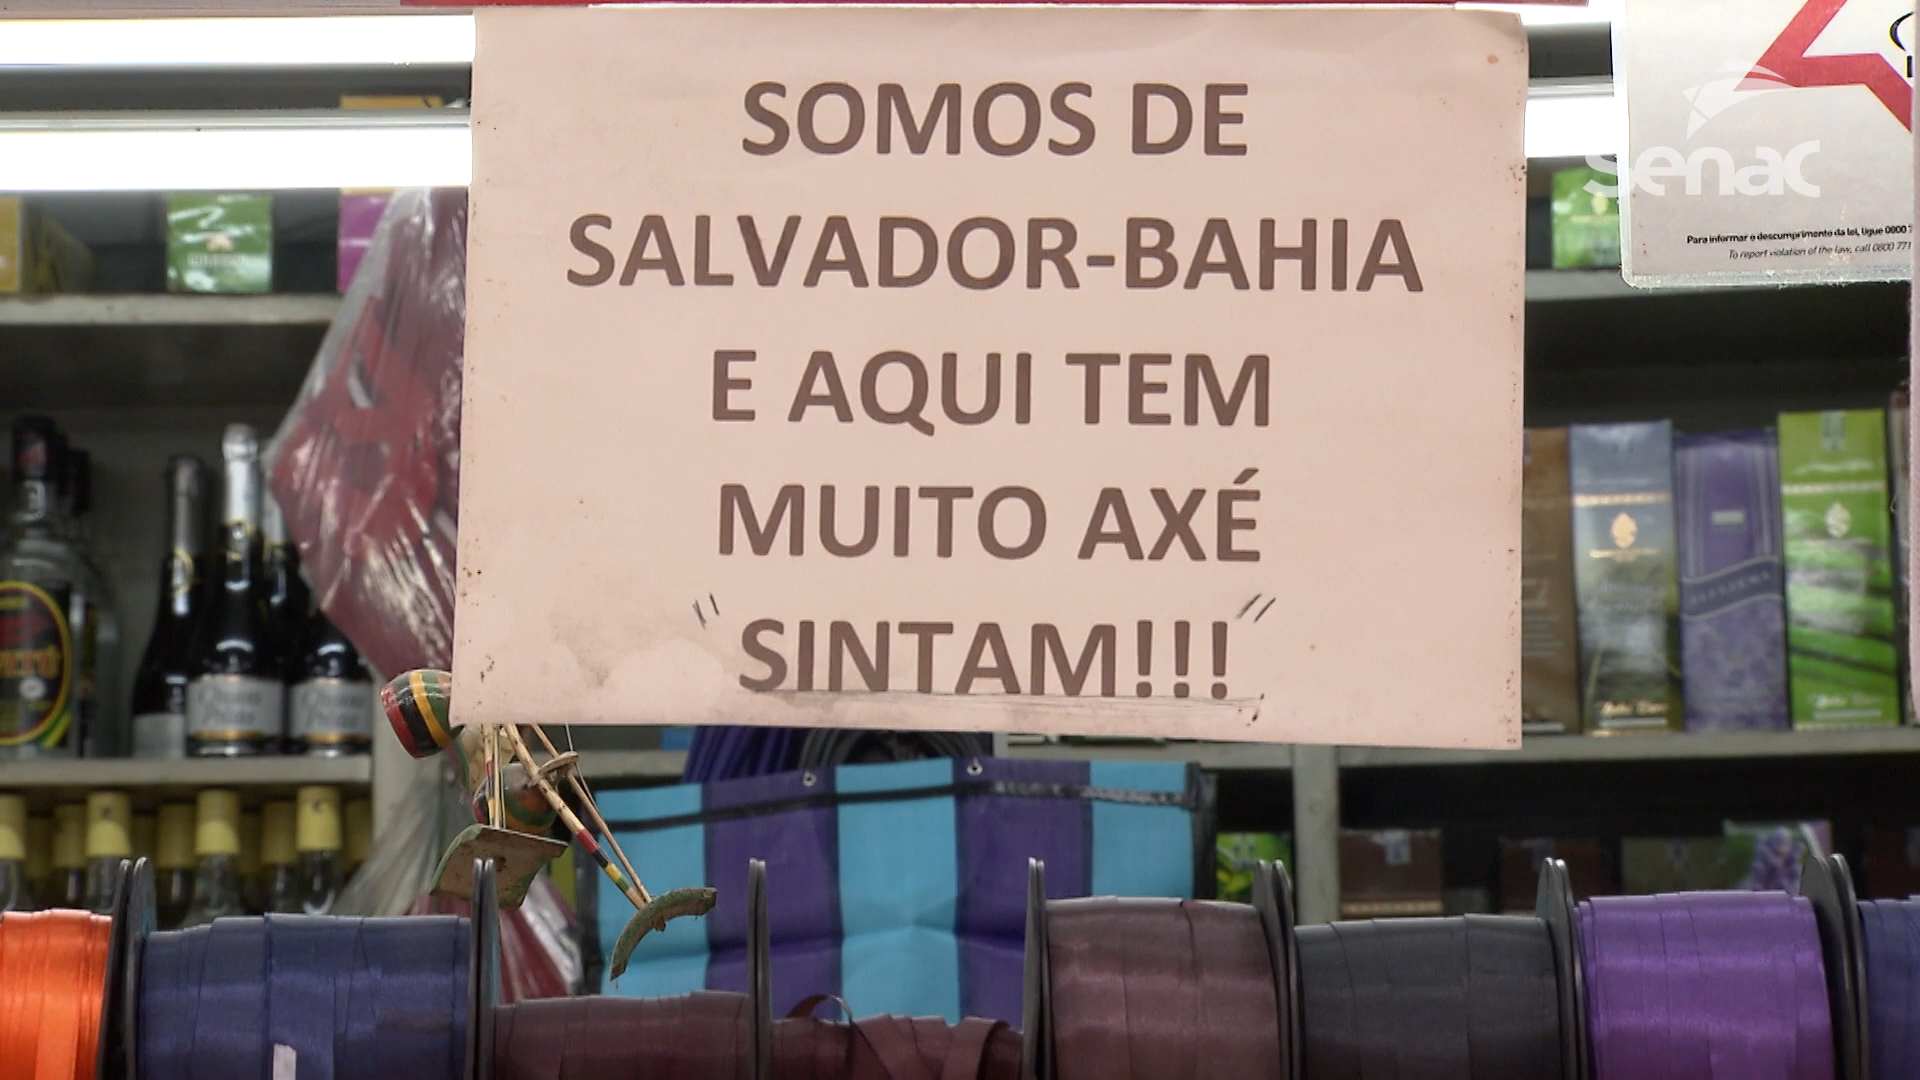 SOMOS DE
SALVADOR-BAHIA
E AQUI TEM
MUITO AXÉ
"SINTAM!!!"
senac
Para informar o descumprimento da lei, ligue 0800
To report violation of the law, call 0800 771